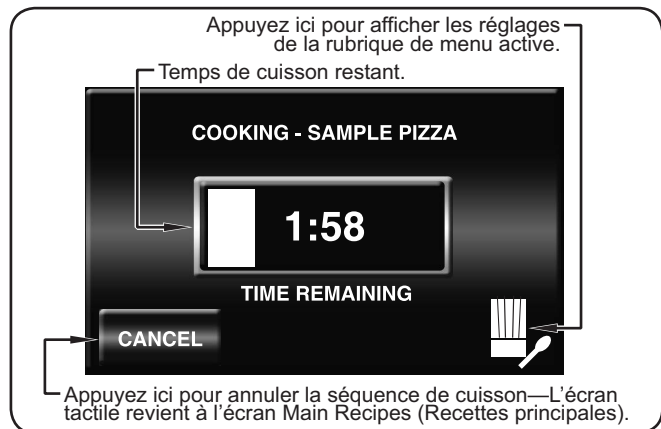 Appuyez ici pour afficher les réglages
de la rubrique de menu active.
Temps de cuisson restant.
COOKING - SAMPLE PIZZA
1:58
TIME REMAINING
CANCEL
Appuyez ici pour annuler la séquence de cuisson—L’écran
tactile revient à l’écran Main Recipes (Recettes principales).